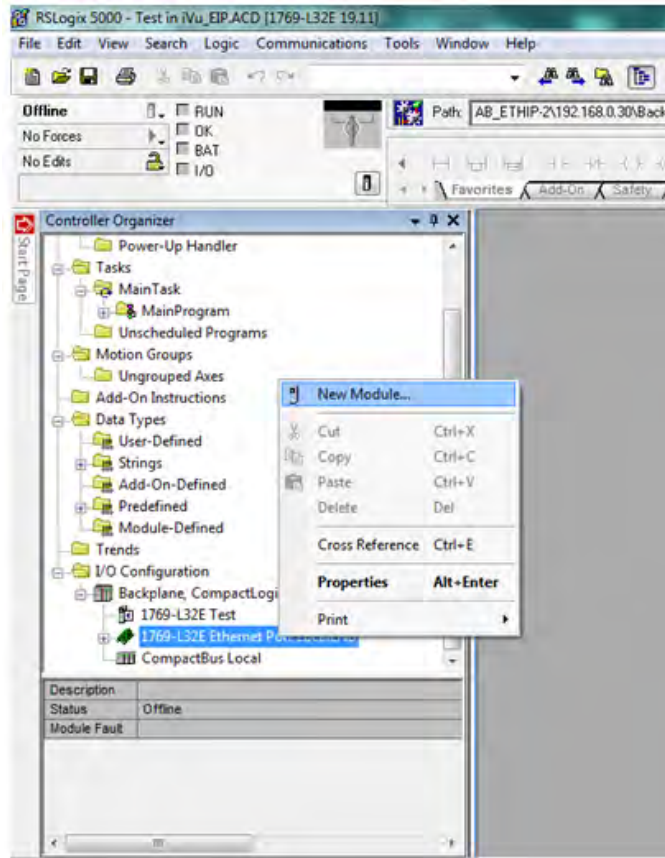 RSLogix 5000 - Test in iVu_EIP.ACD [1769-L32E 19.11]
File Edit View Search Logic Communications Tools Window Help
Offline
RUN
Path: AB_ETHIP-2\192.168.0.30\Back
No Forces
OK
No Edits
BAT
I/O
Favorites Add-On Safety
Start Page
Controller Organizer
Power-Up Handler
Tasks
MainTask
MainProgram
Unscheduled Programs
Motion Groups
Ungrouped Axes
Add-On Instructions
Data Types
User-Defined
Strings
Add-On-Defined
Predefined
Module-Defined
Trends
I/O Configuration
Backplane, CompactLogi
1769-L32E Test
1769-L32E Ethernet Port
CompactBus Local
New Module...
Cut Ctrl+X
Copy Ctrl+C
Paste Ctrl+V
Delete Del
Cross Reference Ctrl+E
Properties Alt+Enter
Print
Description
Status Offline
Module Fault